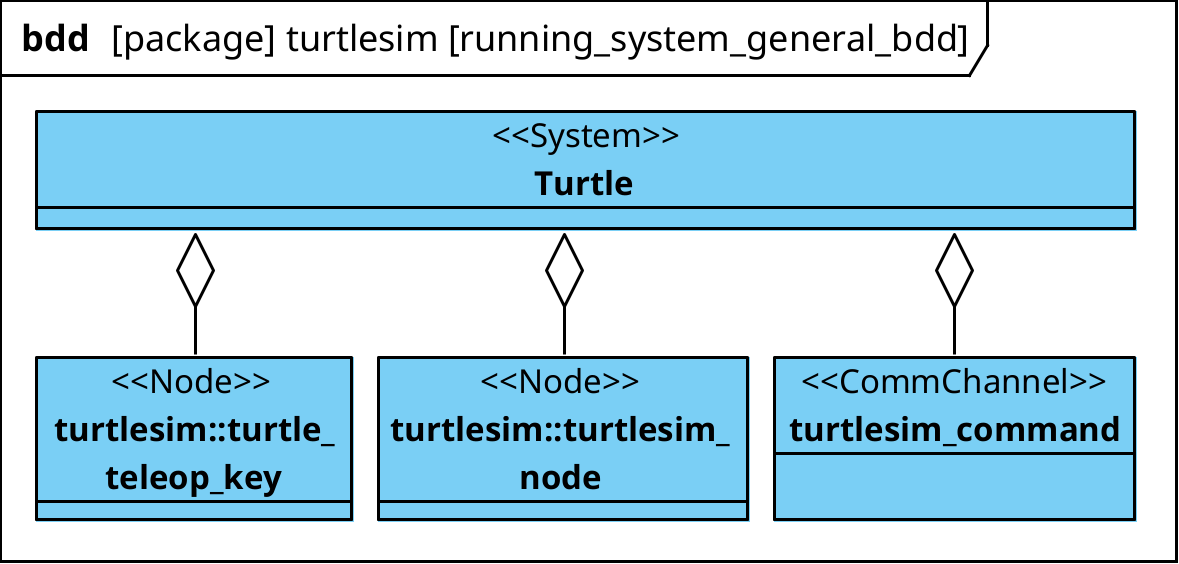 bdd [package] turtlesim [running_system_general_bdd]
<<System>>
Turtle
<<Node>>
turtlesim::turtle_
teleop_key
<<Node>>
turtlesim::turtlesim_
node
<<CommChannel>>
turtlesim_command